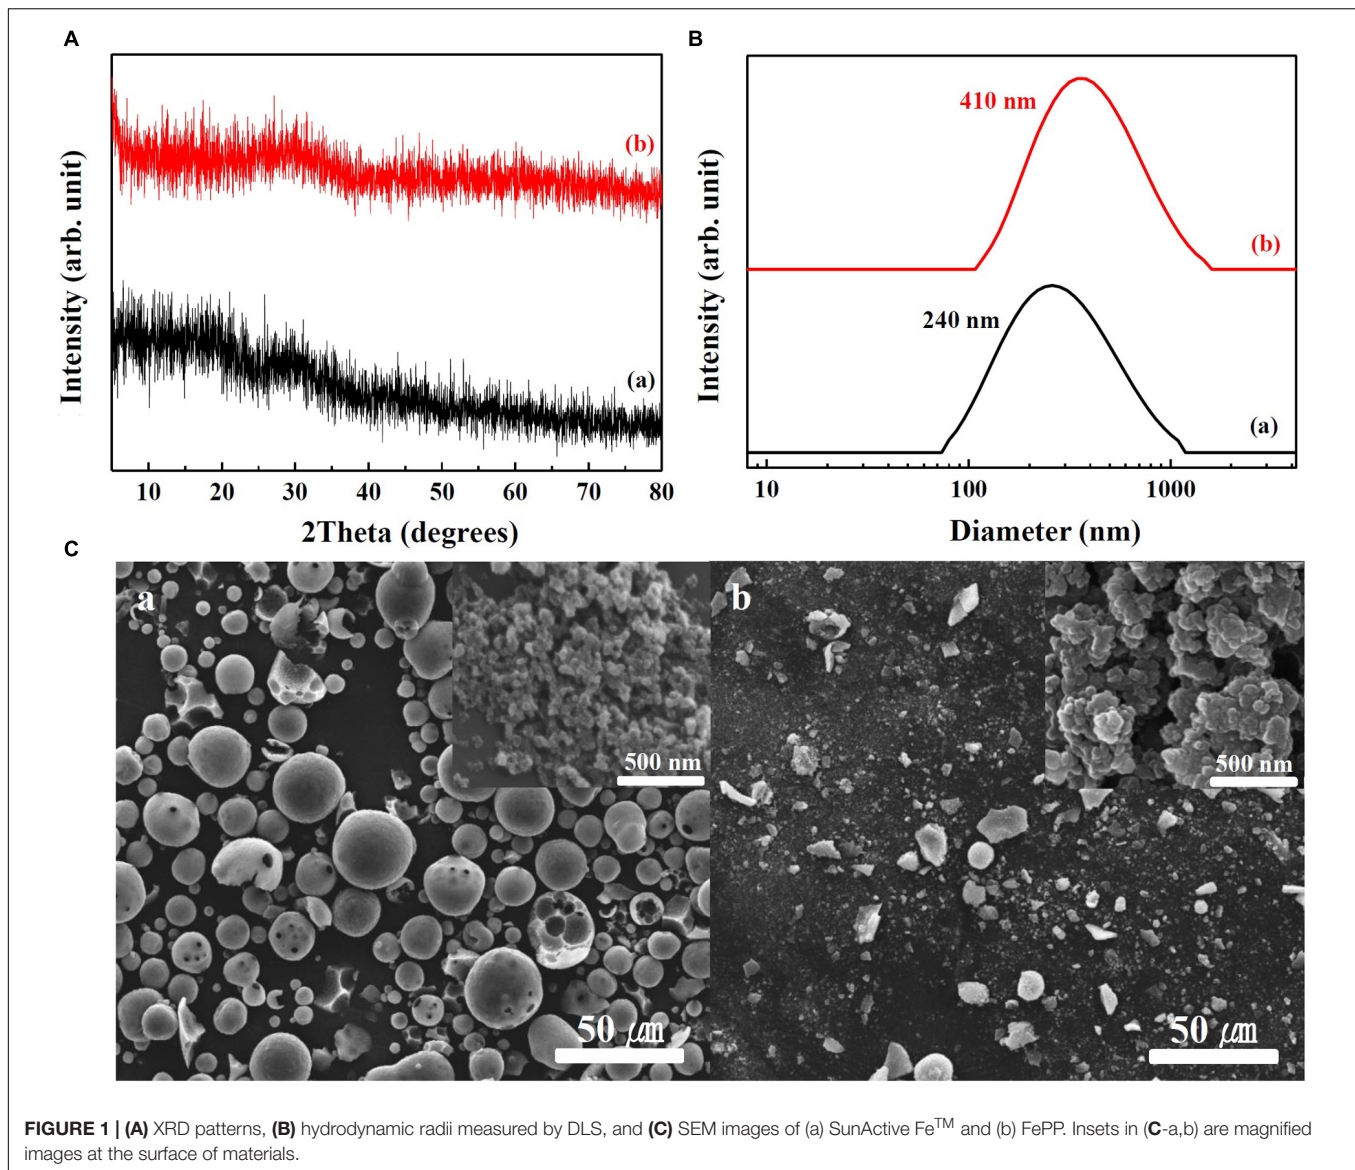 A
B
Intensity (arb. unit)
(b)
(a)
10 20 30 40 50 60 70 80
2Theta (degrees)
Intensity (arb. unit)
410 nm
(b)
240 nm
(a)
10 100 1000
Diameter (nm)
C
a
500 nm
50 μm
b
500 nm
50 μm
FIGURE 1 | (A) XRD patterns, (B) hydrodynamic radii measured by DLS, and (C) SEM images of (a) SunActive Fe™ and (b) FePP. Insets in (C-a,b) are magnified
images at the surface of materials.